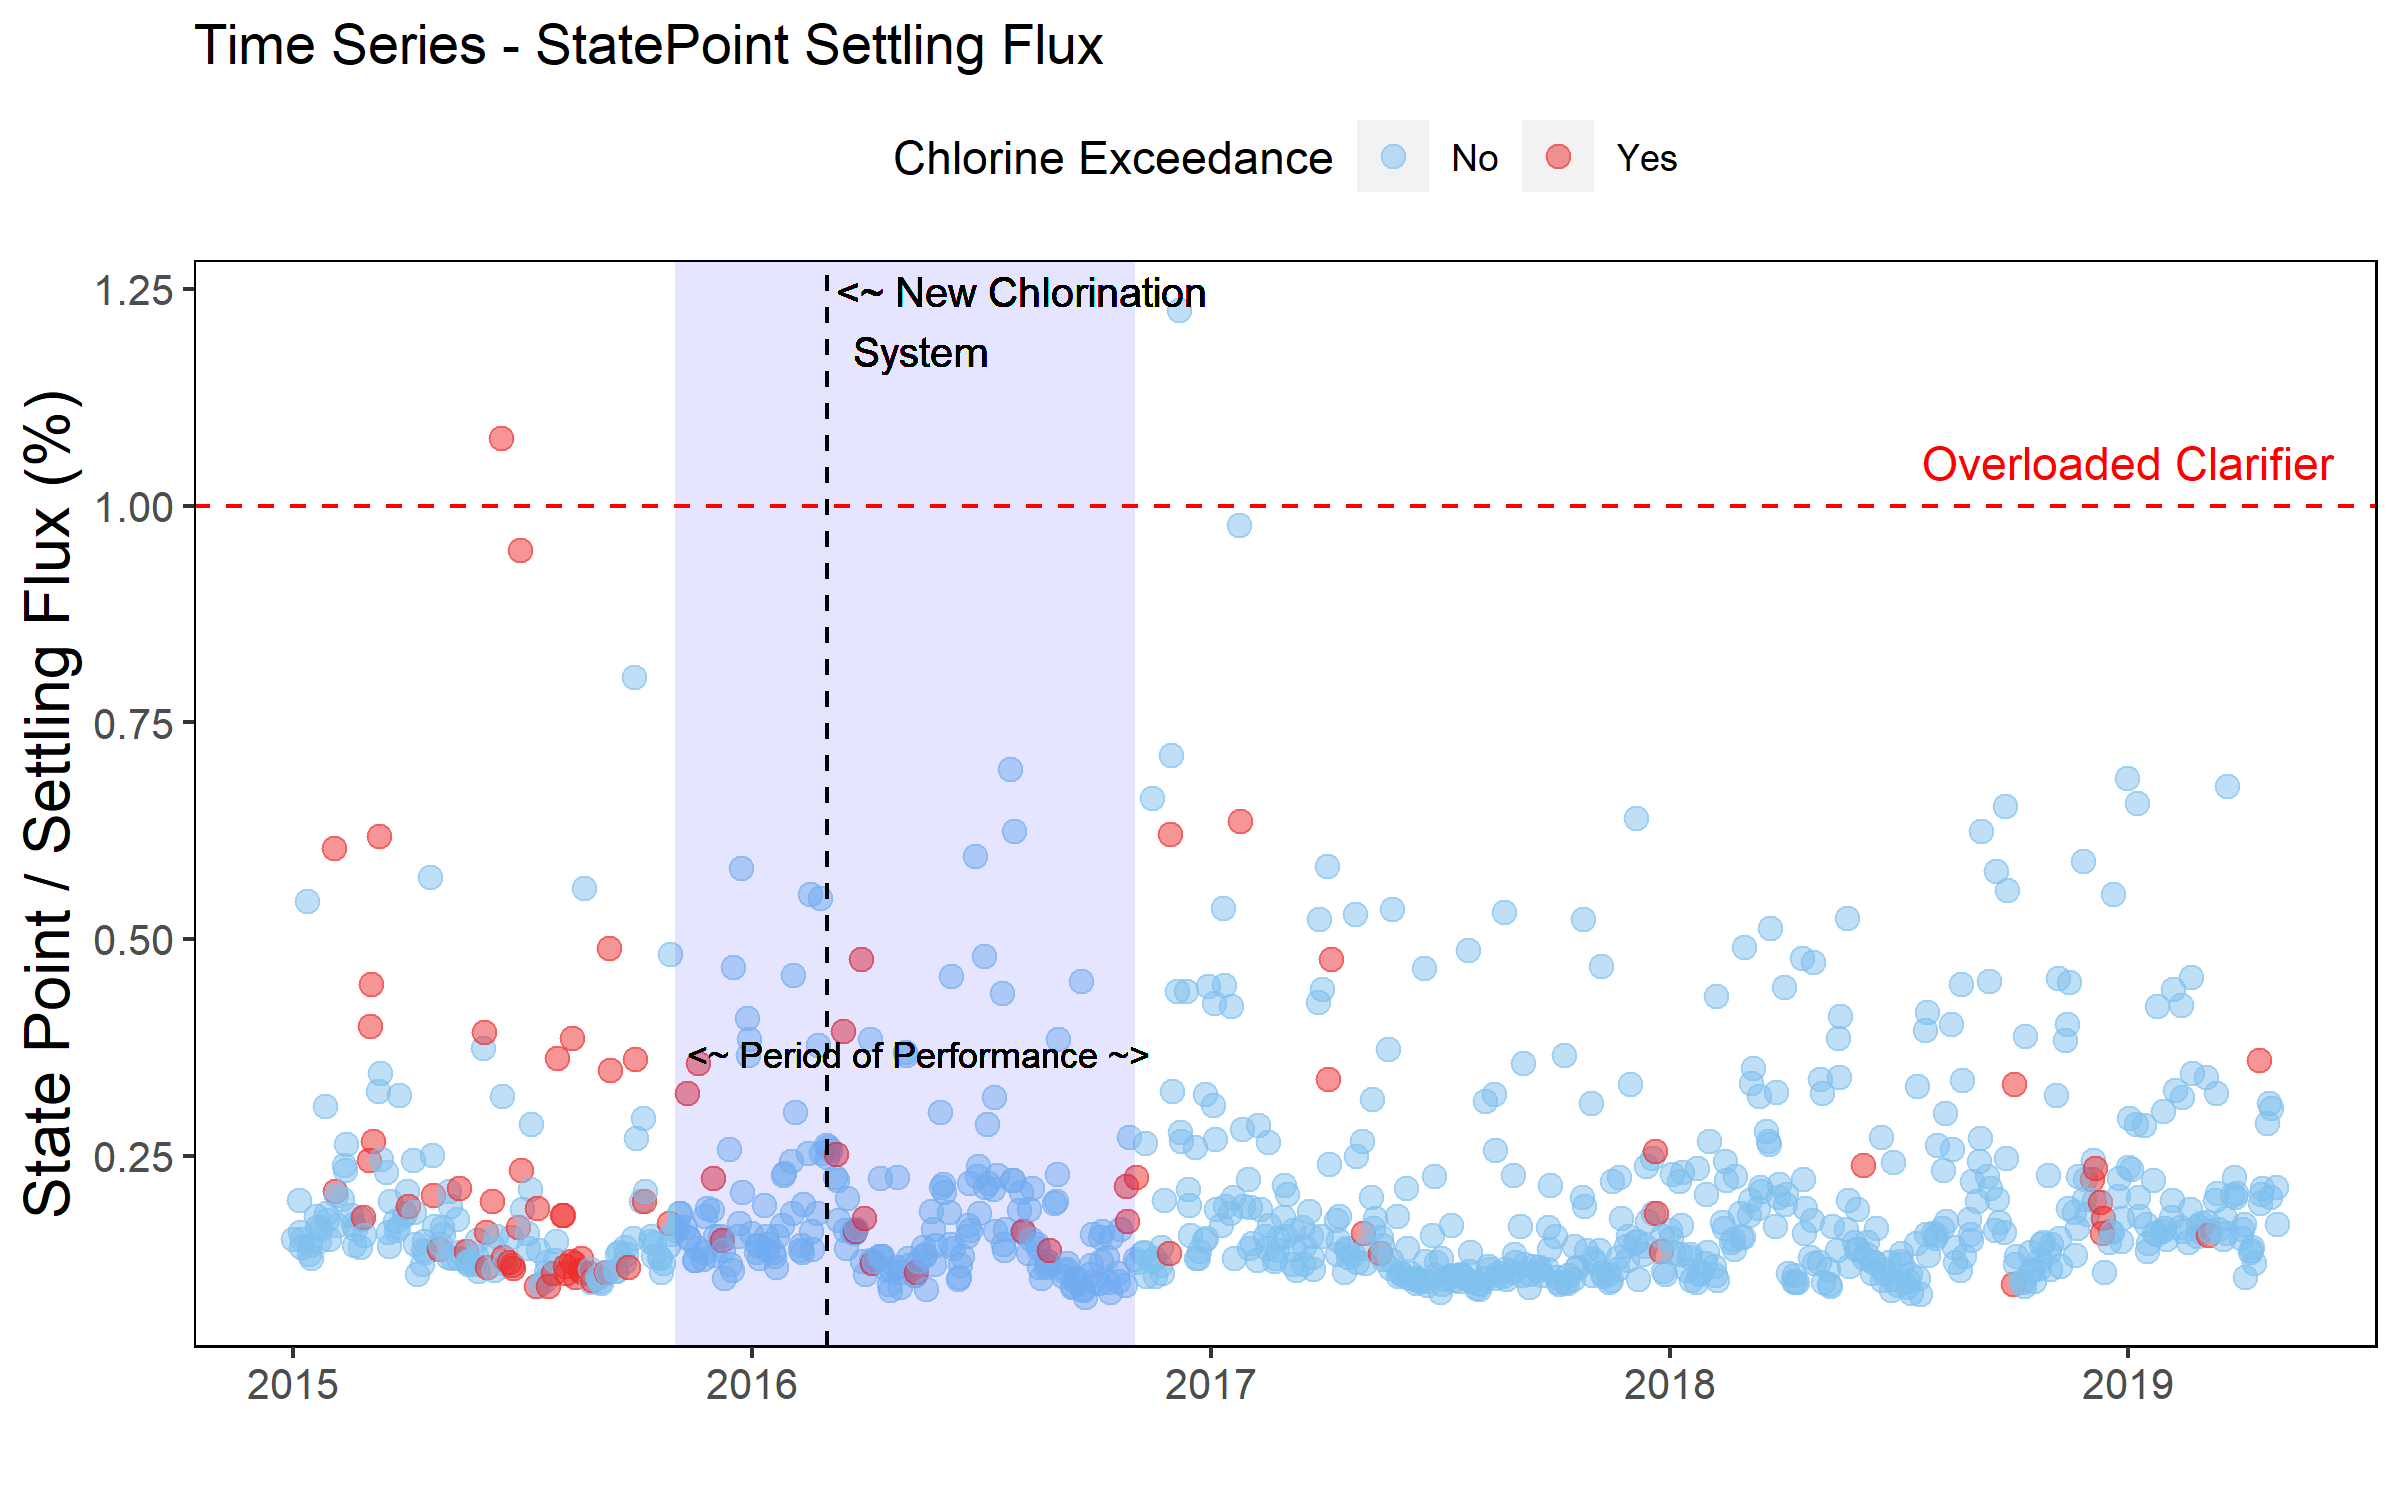 Time Series - StatePoint Settling Flux
Chlorine Exceedance No Yes
State Point / Settling Flux (%)
1.25
1.00
0.75
0.50
0.25
<~ New Chlorination
System
Overloaded Clarifier
<~ Period of Performance ~>
2015 2016 2017 2018 2019